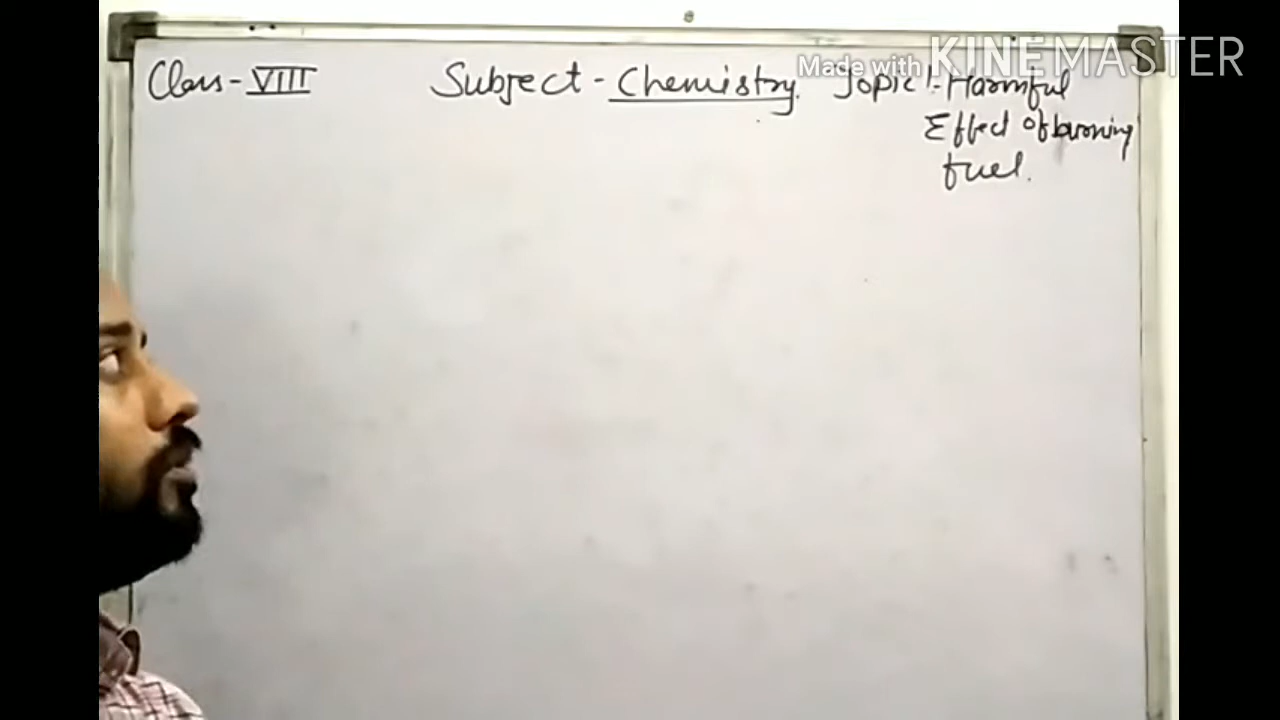 Made with KINEMASTER
Class - VIII Subject - Chemistry. Topic :- Harmful
Effect of burning
fuel.